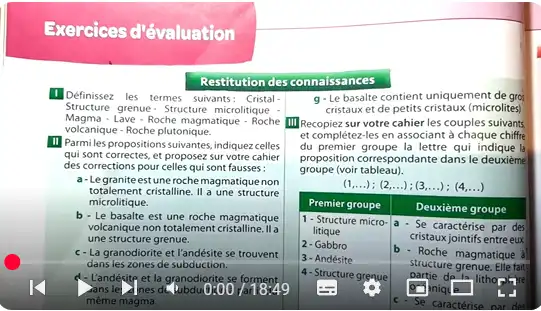 Exercices d'évaluation
Restitution des connaissances
I Définissez les termes suivants : Cristal -
Structure grenue - Structure microlitique -
Magma - Lave - Roche magmatique - Roche
volcanique - Roche plutonique.
II Parmi les propositions suivantes, indiquez celles
qui sont correctes, et proposez sur votre cahier
des corrections pour celles qui sont fausses :
a - Le granite est une roche magmatique non
totalement cristalline. Il a une structure
microlitique.
b - Le basalte est une roche magmatique
volcanique non totalement cristalline. Il a
une structure grenue.
c - La granodiorite et l'andésite se trouvent
dans les zones de subduction.
d - L'andésite et la granodiorite se forment
dans les zones de subduction
même magma.
g - Le basalte contient uniquement de gros
cristaux et de petits cristaux (microlites)
III Recopiez sur votre cahier les couples suivants
et complétez-les en associant à chaque chiffre
du premier groupe la lettre qui indique la
proposition correspondante dans le deuxième
groupe (voir tableau).
(1,...) ; (2,...) ; (3,...) ; (4,...)
Premier groupe
Deuxième groupe
1 - Structure micro-
litique
2 - Gabbro
3 - Andésite
4 - Structure grenue
a - Se caractérise par des
cristaux jointifs entre eux
b - Roche magmatique à
structure grenue. Elle fait
partie de la lithosphère
c - Se caractérise par des
0:00 / 18:49